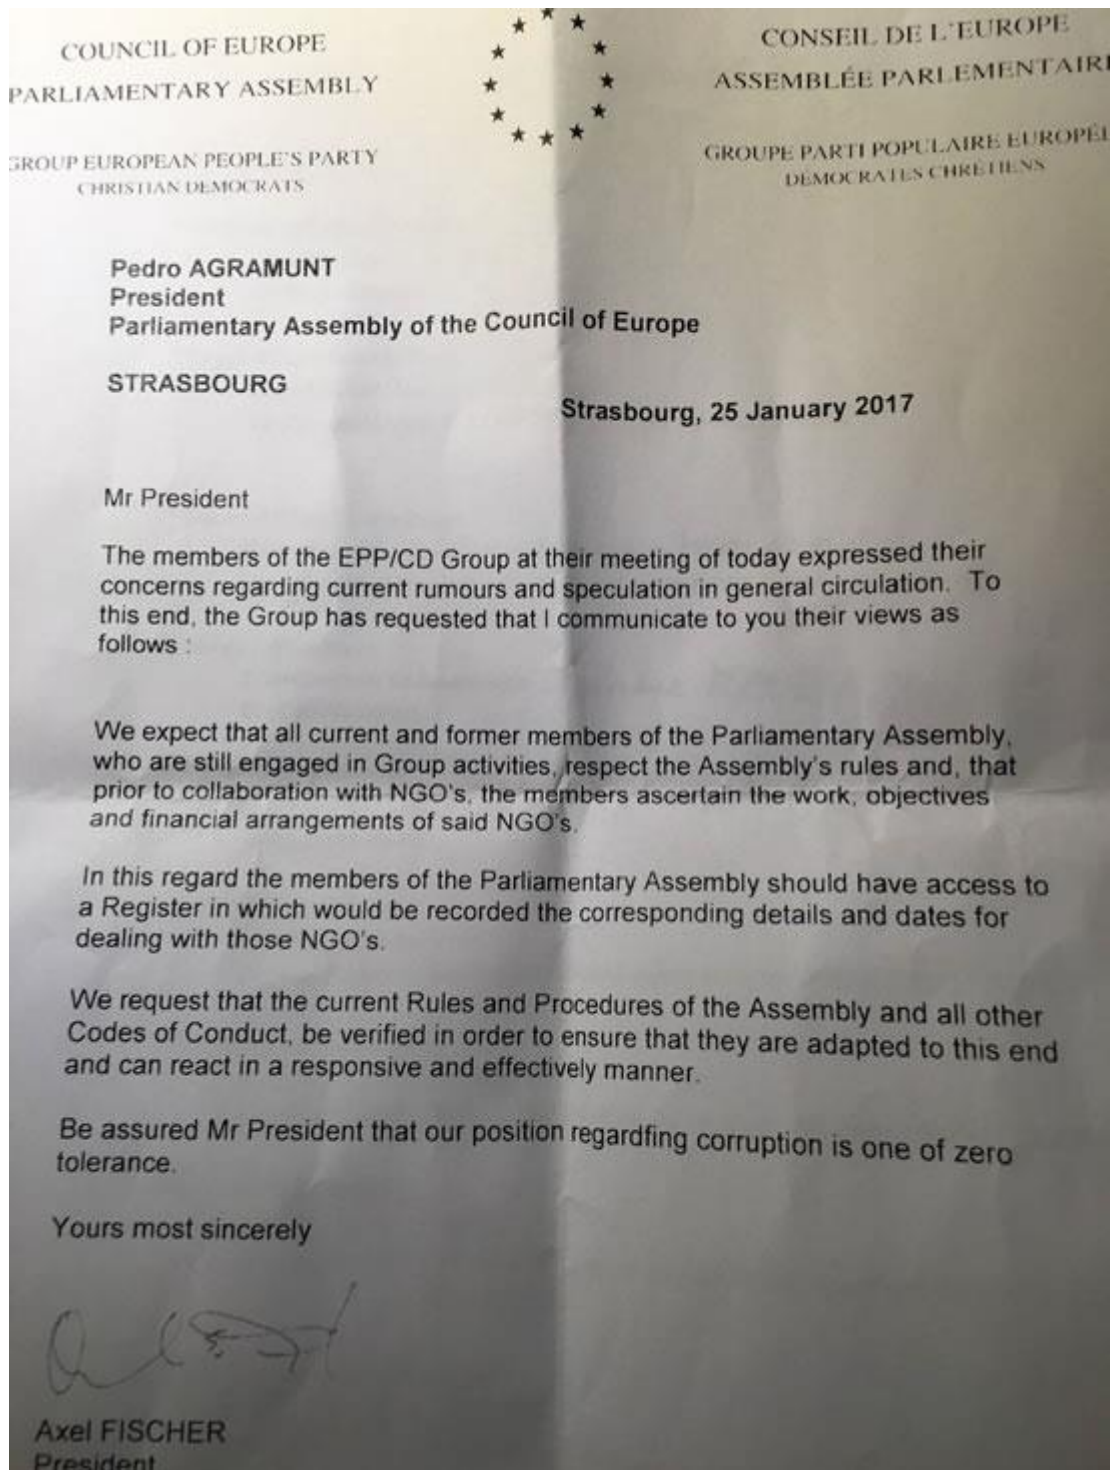 COUNCIL OF EUROPE
PARLIAMENTARY ASSEMBLY
GROUP EUROPEAN PEOPLE'S PARTY
CHRISTIAN DEMOCRATS
CONSEIL DE L'EUROPE
ASSEMBLÉE PARLEMENTAIRE
GROUPE PARTI POPULAIRE EUROPÉE
DÉMOCRATES CHRÉTIENS
Pedro AGRAMUNT
President
Parliamentary Assembly of the Council of Europe
STRASBOURG
Strasbourg, 25 January 2017
Mr President
The members of the EPP/CD Group at their meeting of today expressed their
concerns regarding current rumours and speculation in general circulation. To
this end, the Group has requested that I communicate to you their views as
follows :
We expect that all current and former members of the Parliamentary Assembly,
who are still engaged in Group activities, respect the Assembly's rules and, that
prior to collaboration with NGO's, the members ascertain the work, objectives
and financial arrangements of said NGO's.
In this regard the members of the Parliamentary Assembly should have access to
a Register in which would be recorded the corresponding details and dates for
dealing with those NGO's.
We request that the current Rules and Procedures of the Assembly and all other
Codes of Conduct, be verified in order to ensure that they are adapted to this end
and can react in a responsive and effectively manner.
Be assured Mr President that our position regardfing corruption is one of zero
tolerance.
Yours most sincerely
Axel FISCHER
President